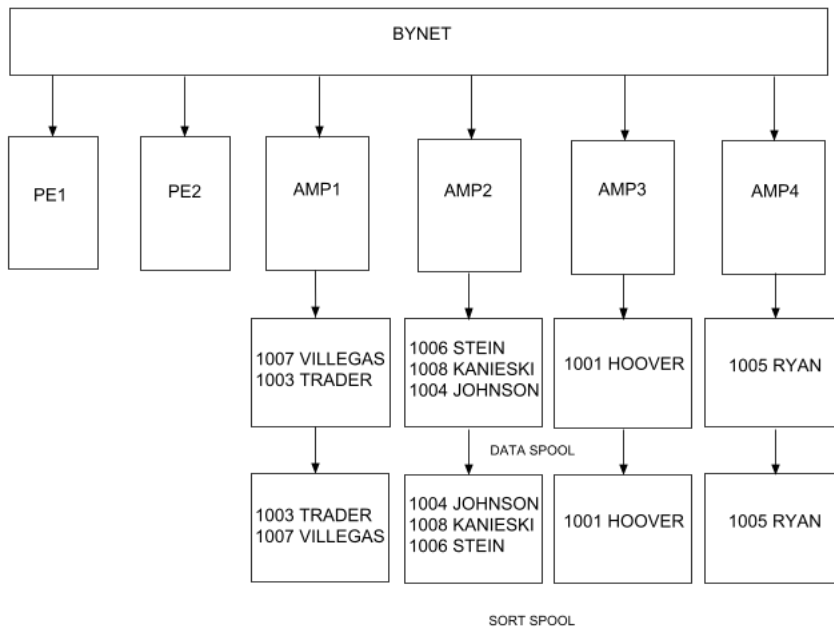 BYNET
PE1
PE2
AMP1
AMP2
AMP3
AMP4
1007 VILLEGAS
1003 TRADER
1006 STEIN
1008 KANIESKI
1004 JOHNSON
1001 HOOVER
1005 RYAN
DATA SPOOL
1003 TRADER
1007 VILLEGAS
1004 JOHNSON
1008 KANIESKI
1006 STEIN
1001 HOOVER
1005 RYAN
SORT SPOOL